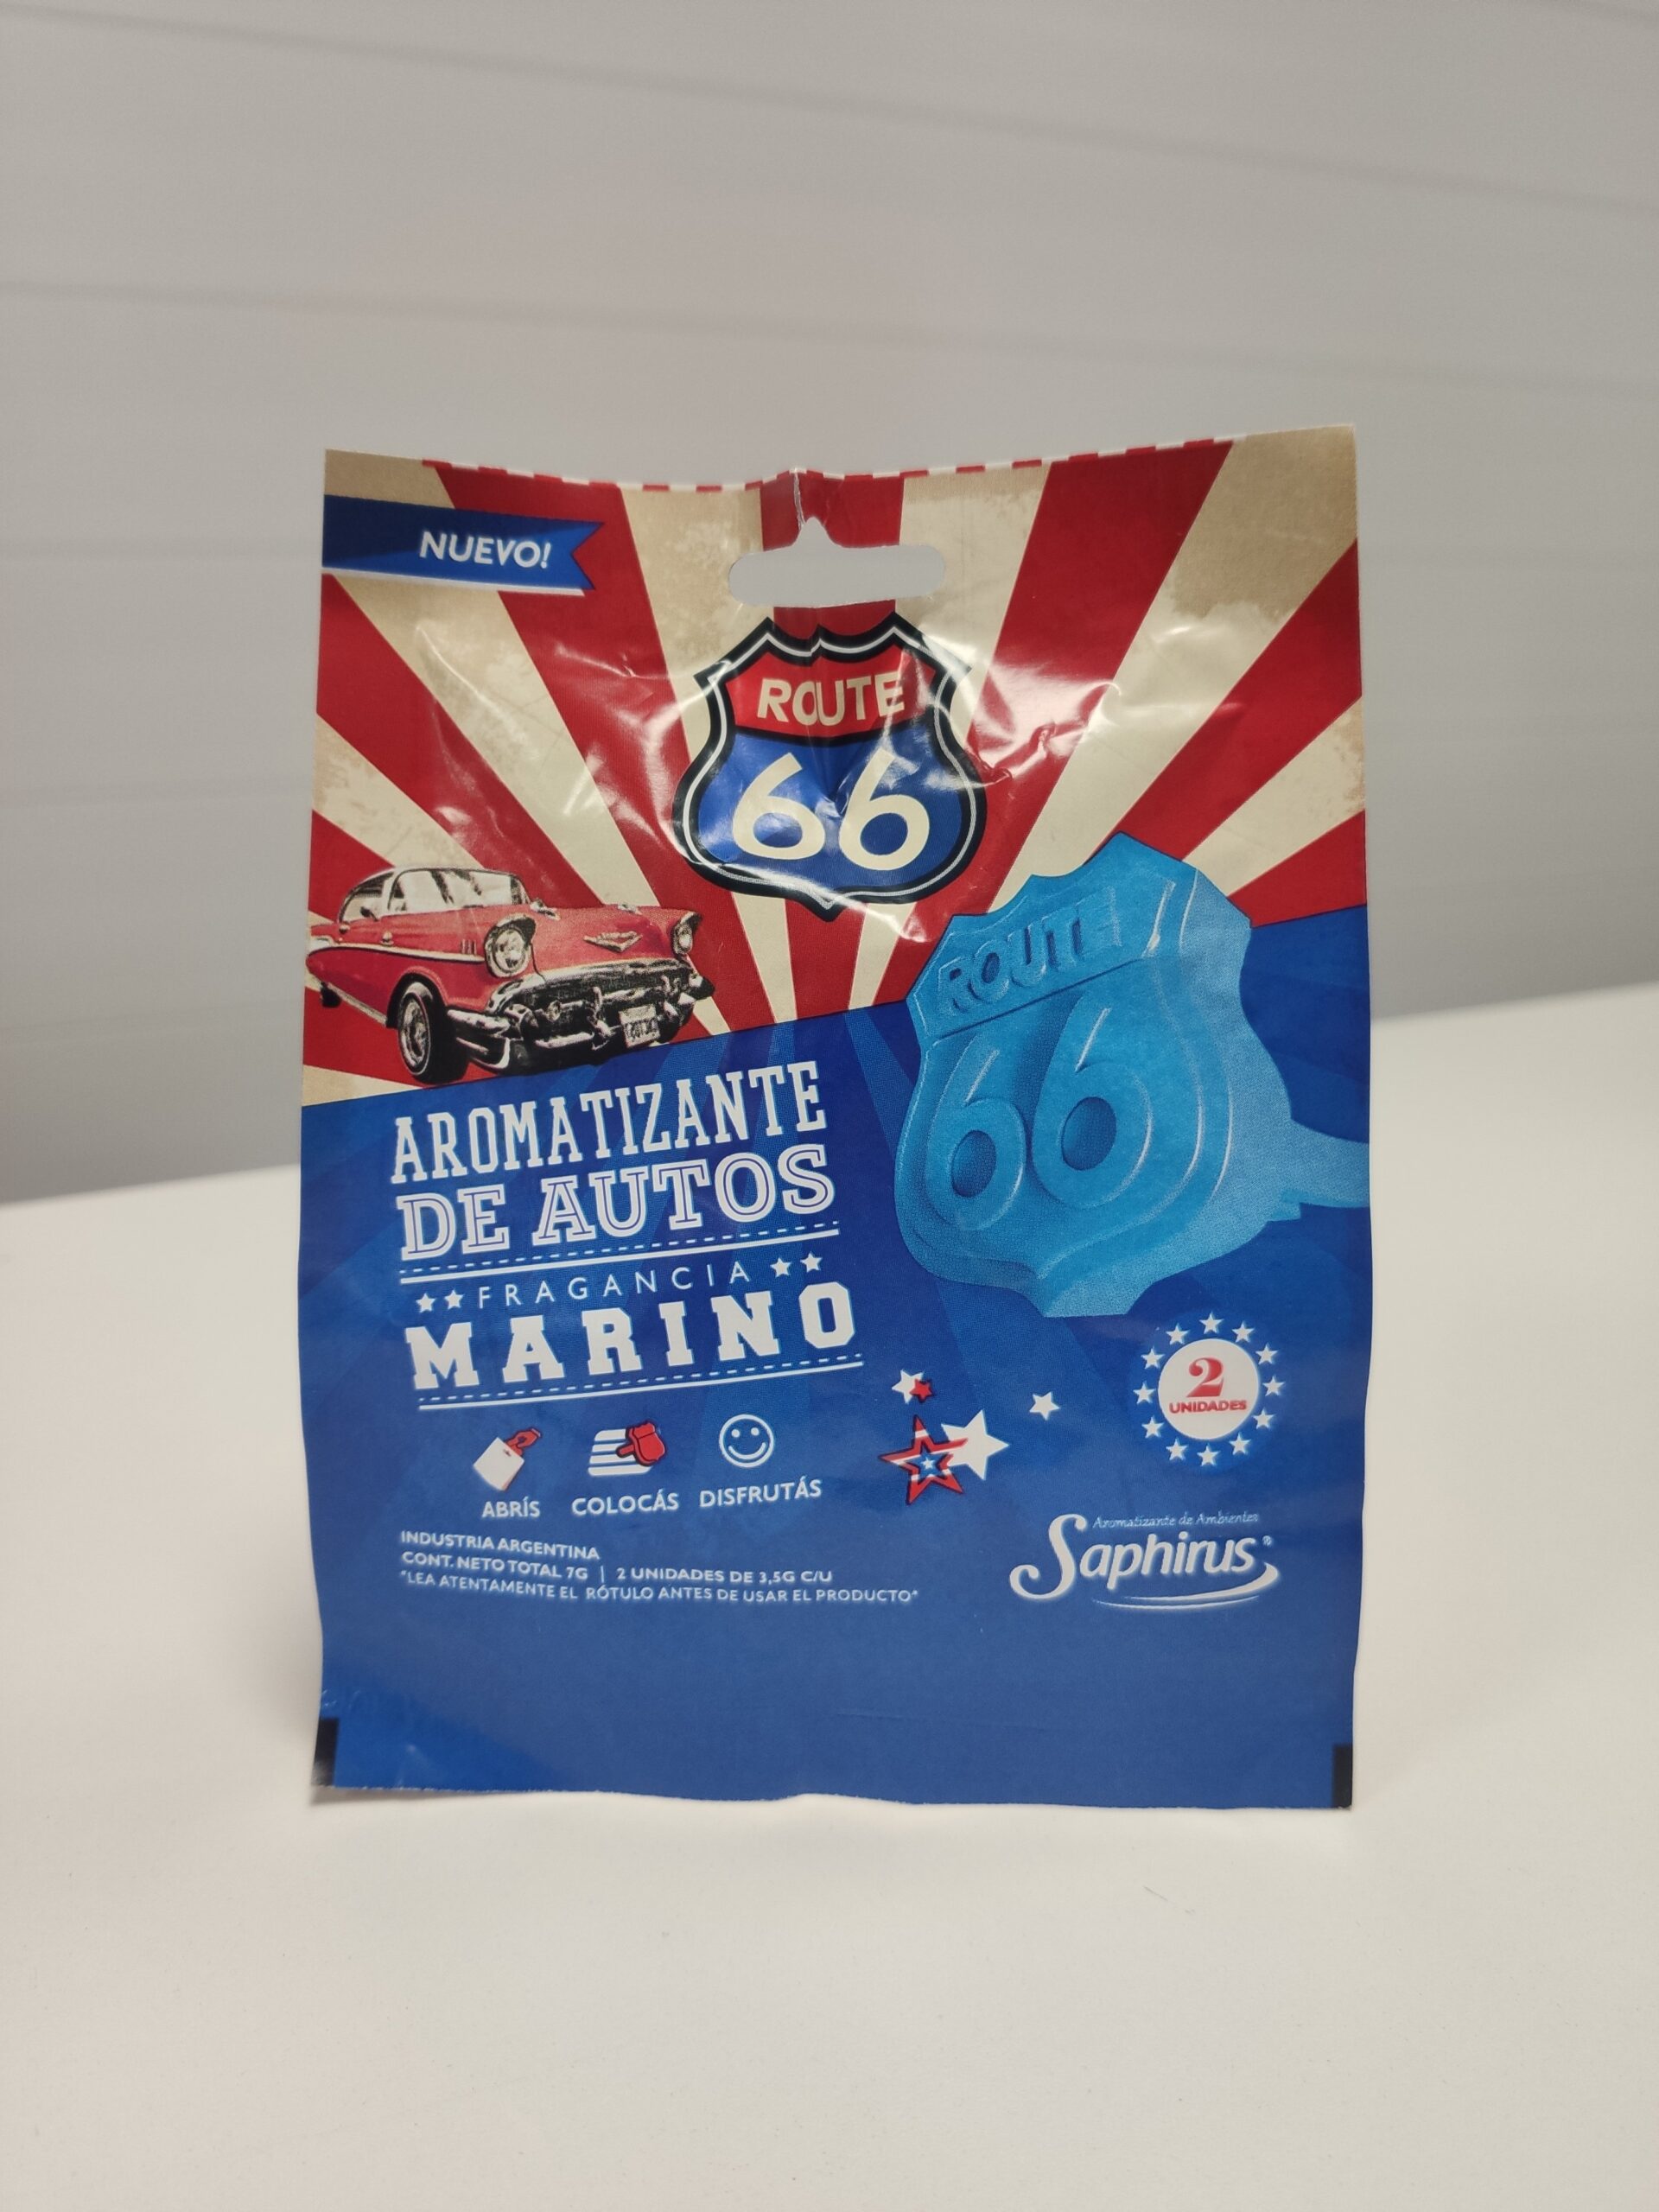 NUEVO!
ROUTE
66
ROUTE
66
AROMATIZANTE
DE AUTOS
FRAGANCIA
MARINO
2
UNIDADES
ABRÍS COLOCÁS DISFRUTÁS
INDUSTRIA ARGENTINA
CONT. NETO TOTAL 7G | 2 UNIDADES DE 3,5G C/U
"LEA ATENTAMENTE EL RÓTULO ANTES DE USAR EL PRODUCTO"
Aromatizante de Ambientes
Saphirus®